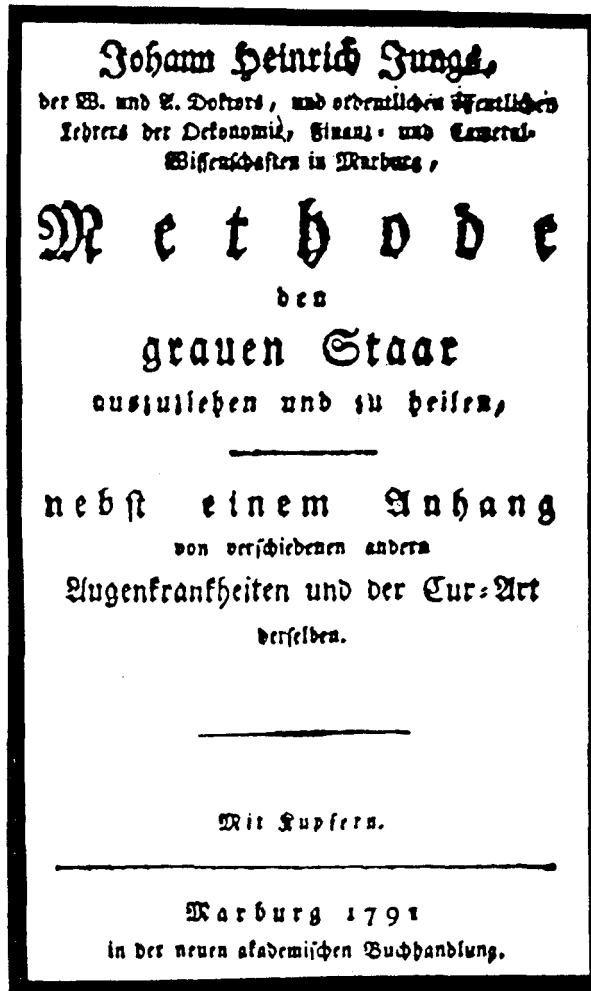 Johann Heinrich Jungs,
der W. und A. Doktors, und ordentlichen öffentlichen
Lehrers der Oekonomie, Finanz- und Cameral-
Wissenschaften in Marburg,
Methode
den
grauen Staar
auszuziehen und zu heilen,
nebst einem Anhang
von verschiedenen andern
Augenkrankheiten und der Cur-Art
derselben.
Mit Kupfern.
Marburg 1791
in der neuen akademischen Buchhandlung.